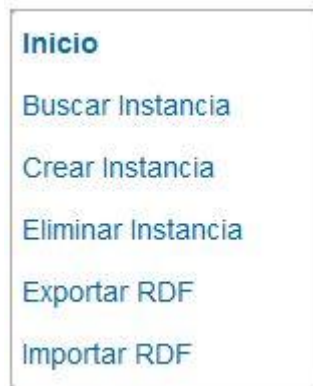 Inicio
Buscar Instancia
Crear Instancia
Eliminar Instancia
Exportar RDF
Importar RDF